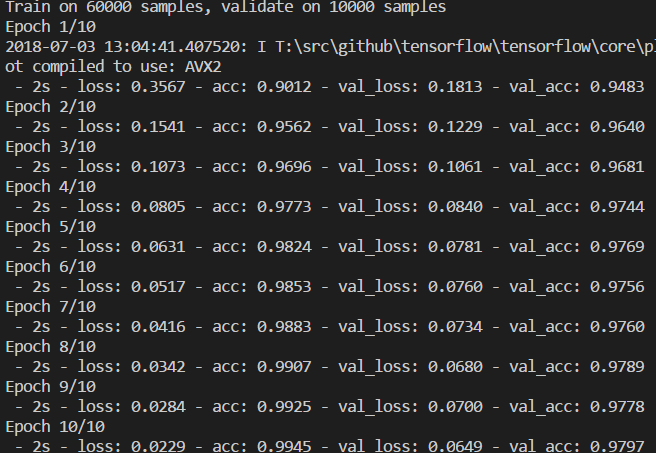 Train on 60000 samples, validate on 10000 samples
Epoch 1/10
2018-07-03 13:04:41.407520: I T:\src\github\tensorflow\tensorflow\core\pl
ot compiled to use: AVX2
 - 2s - loss: 0.3567 - acc: 0.9012 - val_loss: 0.1813 - val_acc: 0.9483
Epoch 2/10
 - 2s - loss: 0.1541 - acc: 0.9562 - val_loss: 0.1229 - val_acc: 0.9640
Epoch 3/10
 - 2s - loss: 0.1073 - acc: 0.9696 - val_loss: 0.1061 - val_acc: 0.9681
Epoch 4/10
 - 2s - loss: 0.0805 - acc: 0.9773 - val_loss: 0.0840 - val_acc: 0.9744
Epoch 5/10
 - 2s - loss: 0.0631 - acc: 0.9824 - val_loss: 0.0781 - val_acc: 0.9769
Epoch 6/10
 - 2s - loss: 0.0517 - acc: 0.9853 - val_loss: 0.0760 - val_acc: 0.9756
Epoch 7/10
 - 2s - loss: 0.0416 - acc: 0.9883 - val_loss: 0.0734 - val_acc: 0.9760
Epoch 8/10
 - 2s - loss: 0.0342 - acc: 0.9907 - val_loss: 0.0680 - val_acc: 0.9789
Epoch 9/10
 - 2s - loss: 0.0284 - acc: 0.9925 - val_loss: 0.0700 - val_acc: 0.9778
Epoch 10/10
 - 2s - loss: 0.0229 - acc: 0.9945 - val_loss: 0.0649 - val_acc: 0.9797